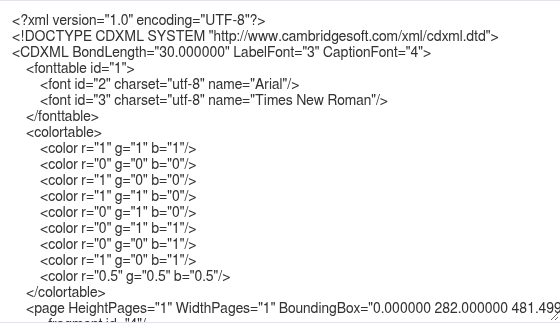 <?xml version="1.0" encoding="UTF-8"?>
<!DOCTYPE CDXML SYSTEM "http://www.cambridgesoft.com/xml/cdxml.dtd">
<CDXML BondLength="30.000000" LabelFont="3" CaptionFont="4">
<fonttable id="1">
<font id="2" charset="utf-8" name="Arial"/>
<font id="3" charset="utf-8" name="Times New Roman"/>
</fonttable>
<colortable>
<color r="1" g="1" b="1"/>
<color r="0" g="0" b="0"/>
<color r="1" g="0" b="0"/>
<color r="1" g="1" b="0"/>
<color r="0" g="1" b="0"/>
<color r="0" g="1" b="1"/>
<color r="0" g="0" b="1"/>
<color r="1" g="0" b="1"/>
<color r="0.5" g="0.5" b="0.5"/>
</colortable>
<page HeightPages="1" WidthPages="1" BoundingBox="0.000000 282.000000 481.499